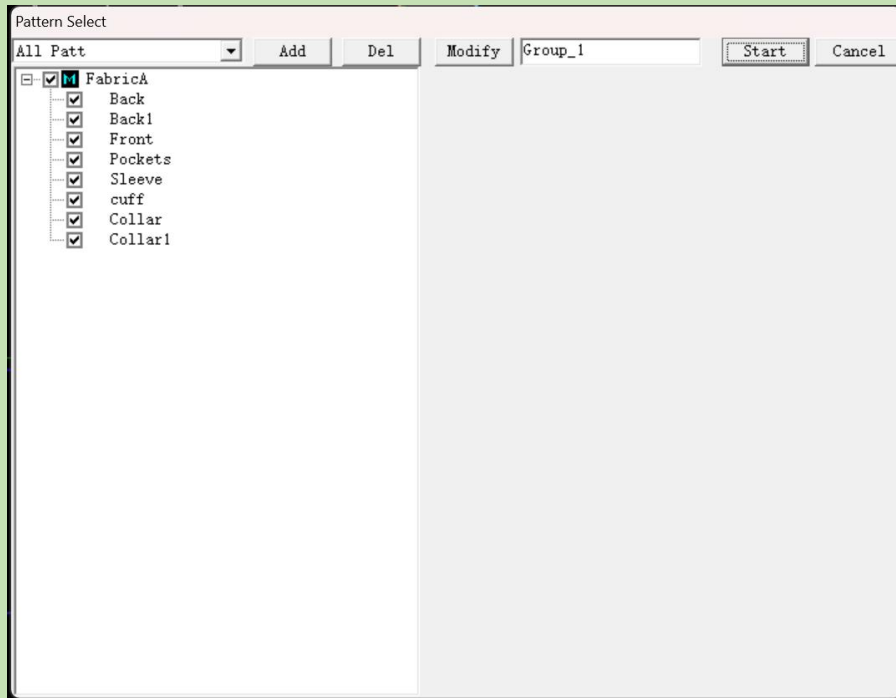 Pattern Select
All Patt Add Del Modify Group_1 Start Cancel
M FabricA
Back
Back1
Front
Pockets
Sleeve
cuff
Collar
Collar1